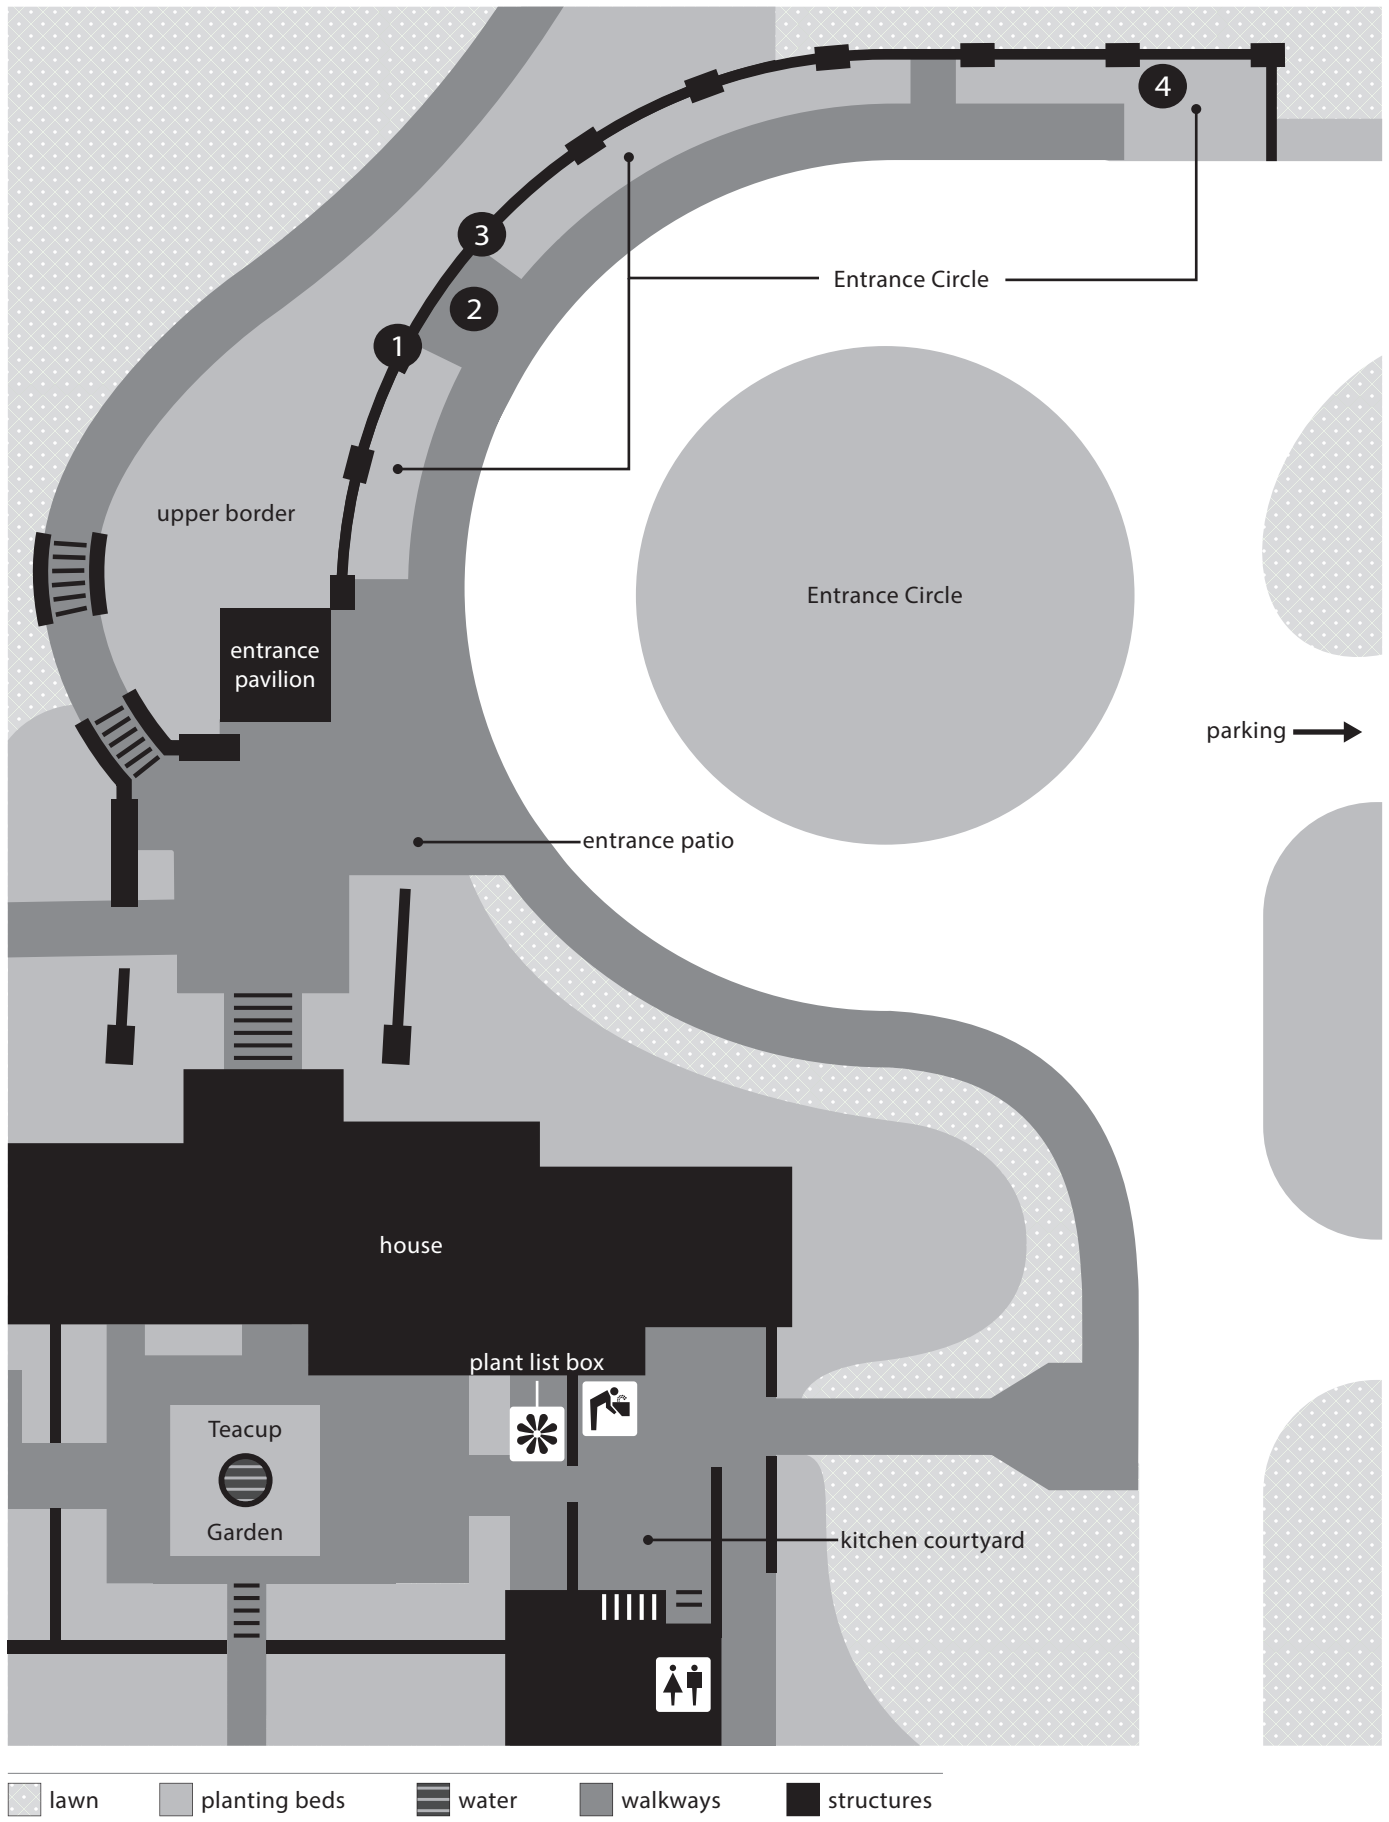 4
3
Entrance Circle
2
1
upper border
Entrance Circle
entrance
pavilion
parking
entrance patio
house
plant list box
Teacup
Garden
kitchen courtyard
lawn
planting beds
water
walkways
structures